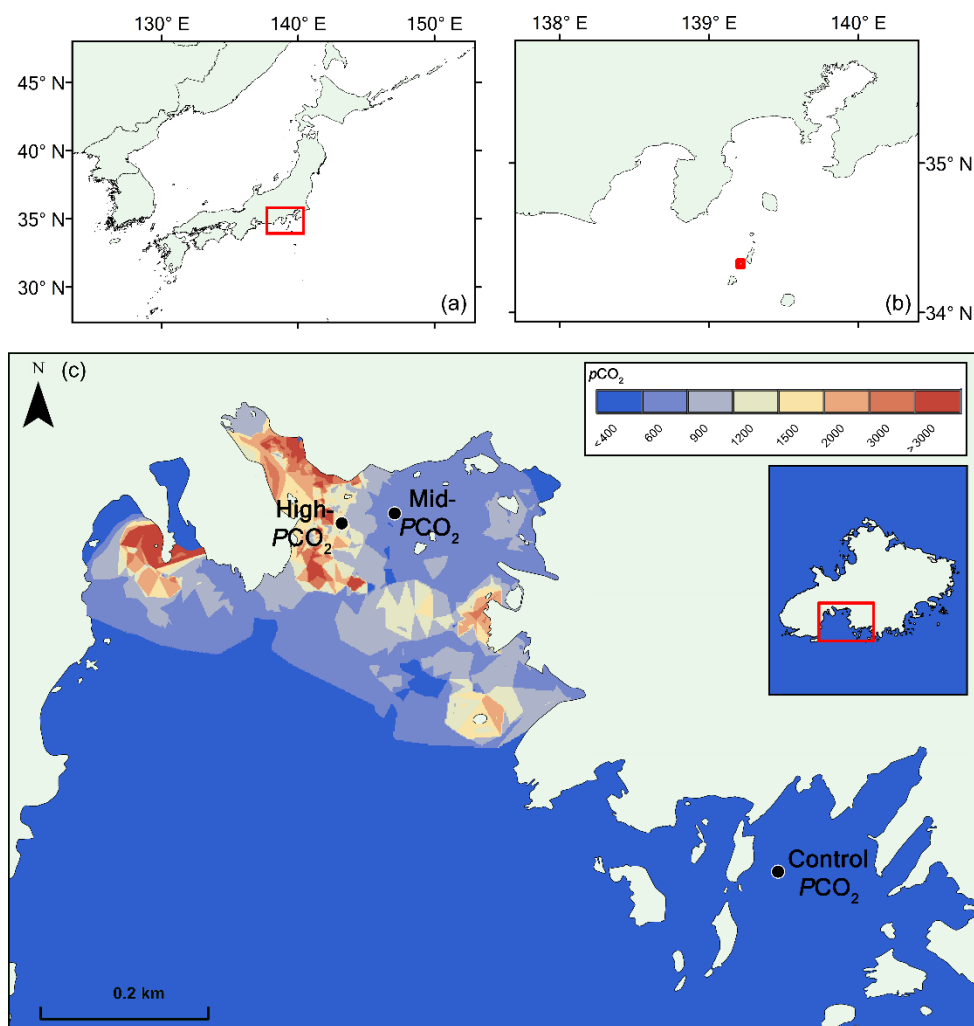 130° E 140° E 150° E
45° N
40° N
35° N
30° N
(a)
138° E 139° E 140° E
35° N
34° N
(b)
(c)
N
pCO₂
<400 600 900 1200 1500 2000 3000 >3000
High-
PCO₂
Mid-
PCO₂
Control
PCO₂
0.2 km